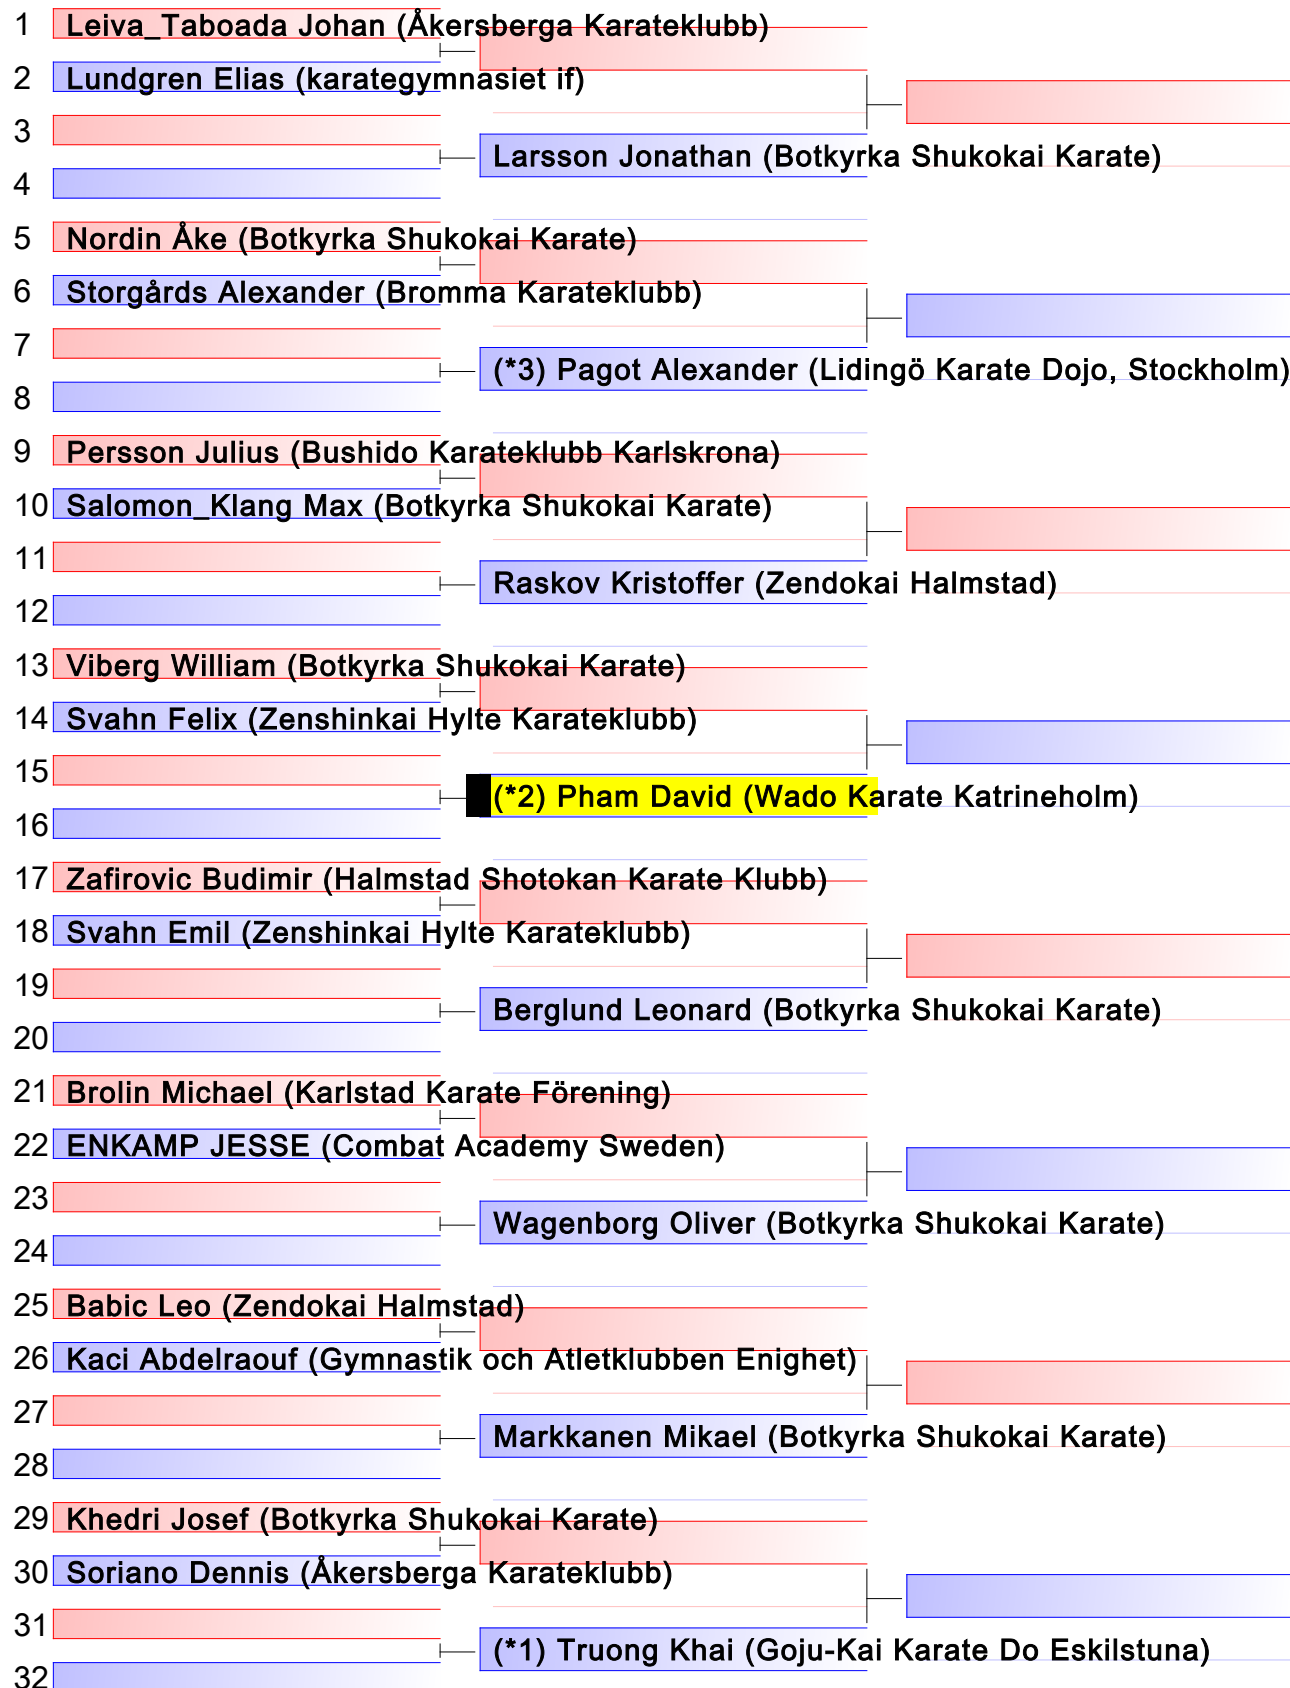 1 Leiva_Taboada Johan (Åkersberga Karateklubb)
2 Lundgren Elias (karategymnasiet if)
3
Larsson Jonathan (Botkyrka Shukokai Karate)
4
5 Nordin Åke (Botkyrka Shukokai Karate)
6 Storgårds Alexander (Bromma Karateklubb)
7
(*3) Pagot Alexander (Lidingö Karate Dojo, Stockholm)
8
9 Persson Julius (Bushido Karateklubb Karlskrona)
10 Salomon_Klang Max (Botkyrka Shukokai Karate)
11
Raskov Kristoffer (Zendokai Halmstad)
12
13 Viberg William (Botkyrka Shukokai Karate)
14 Svahn Felix (Zenshinkai Hylte Karateklubb)
15
(*2) Pham David (Wado Karate Katrineholm)
16
17 Zafirovic Budimir (Halmstad Shotokan Karate Klubb)
18 Svahn Emil (Zenshinkai Hylte Karateklubb)
19
Berglund Leonard (Botkyrka Shukokai Karate)
20
21 Brolin Michael (Karlstad Karate Förening)
22 ENKAMP JESSE (Combat Academy Sweden)
23
Wagenborg Oliver (Botkyrka Shukokai Karate)
24
25 Babic Leo (Zendokai Halmstad)
26 Kaci Abdelraouf (Gymnastik och Atletklubben Enighet)
27
Markkanen Mikael (Botkyrka Shukokai Karate)
28
29 Khedri Josef (Botkyrka Shukokai Karate)
30 Soriano Dennis (Åkersberga Karateklubb)
31
(*1) Truong Khai (Goju-Kai Karate Do Eskilstuna)
32